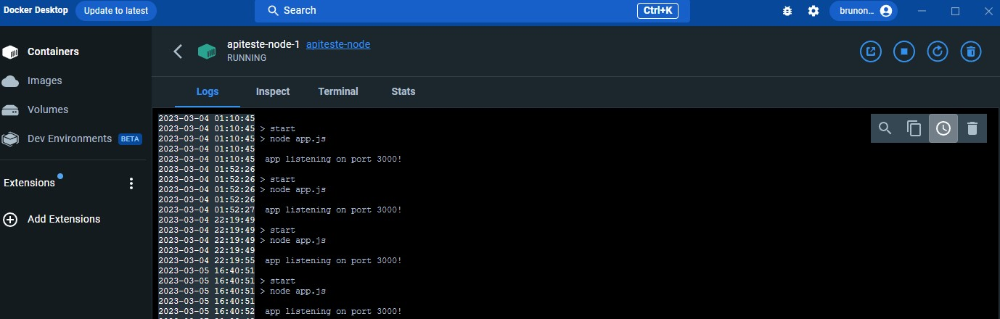 Docker Desktop Update to latest Search Ctrl+K brunon...
Containers
Images
Volumes
Dev Environments BETA
Extensions
Add Extensions
apiteste-node-1 apiteste-node
RUNNING
Logs Inspect Terminal Stats
2023-03-04 01:10:45
2023-03-04 01:10:45 > start
2023-03-04 01:10:45 > node app.js
2023-03-04 01:10:45
2023-03-04 01:10:45 app listening on port 3000!
2023-03-04 01:52:26
2023-03-04 01:52:26 > start
2023-03-04 01:52:26 > node app.js
2023-03-04 01:52:26
2023-03-04 01:52:27 app listening on port 3000!
2023-03-04 22:19:49
2023-03-04 22:19:49 > start
2023-03-04 22:19:49 > node app.js
2023-03-04 22:19:49
2023-03-04 22:19:55 app listening on port 3000!
2023-03-05 16:40:51
2023-03-05 16:40:51 > start
2023-03-05 16:40:51 > node app.js
2023-03-05 16:40:51
2023-03-05 16:40:52 app listening on port 3000!